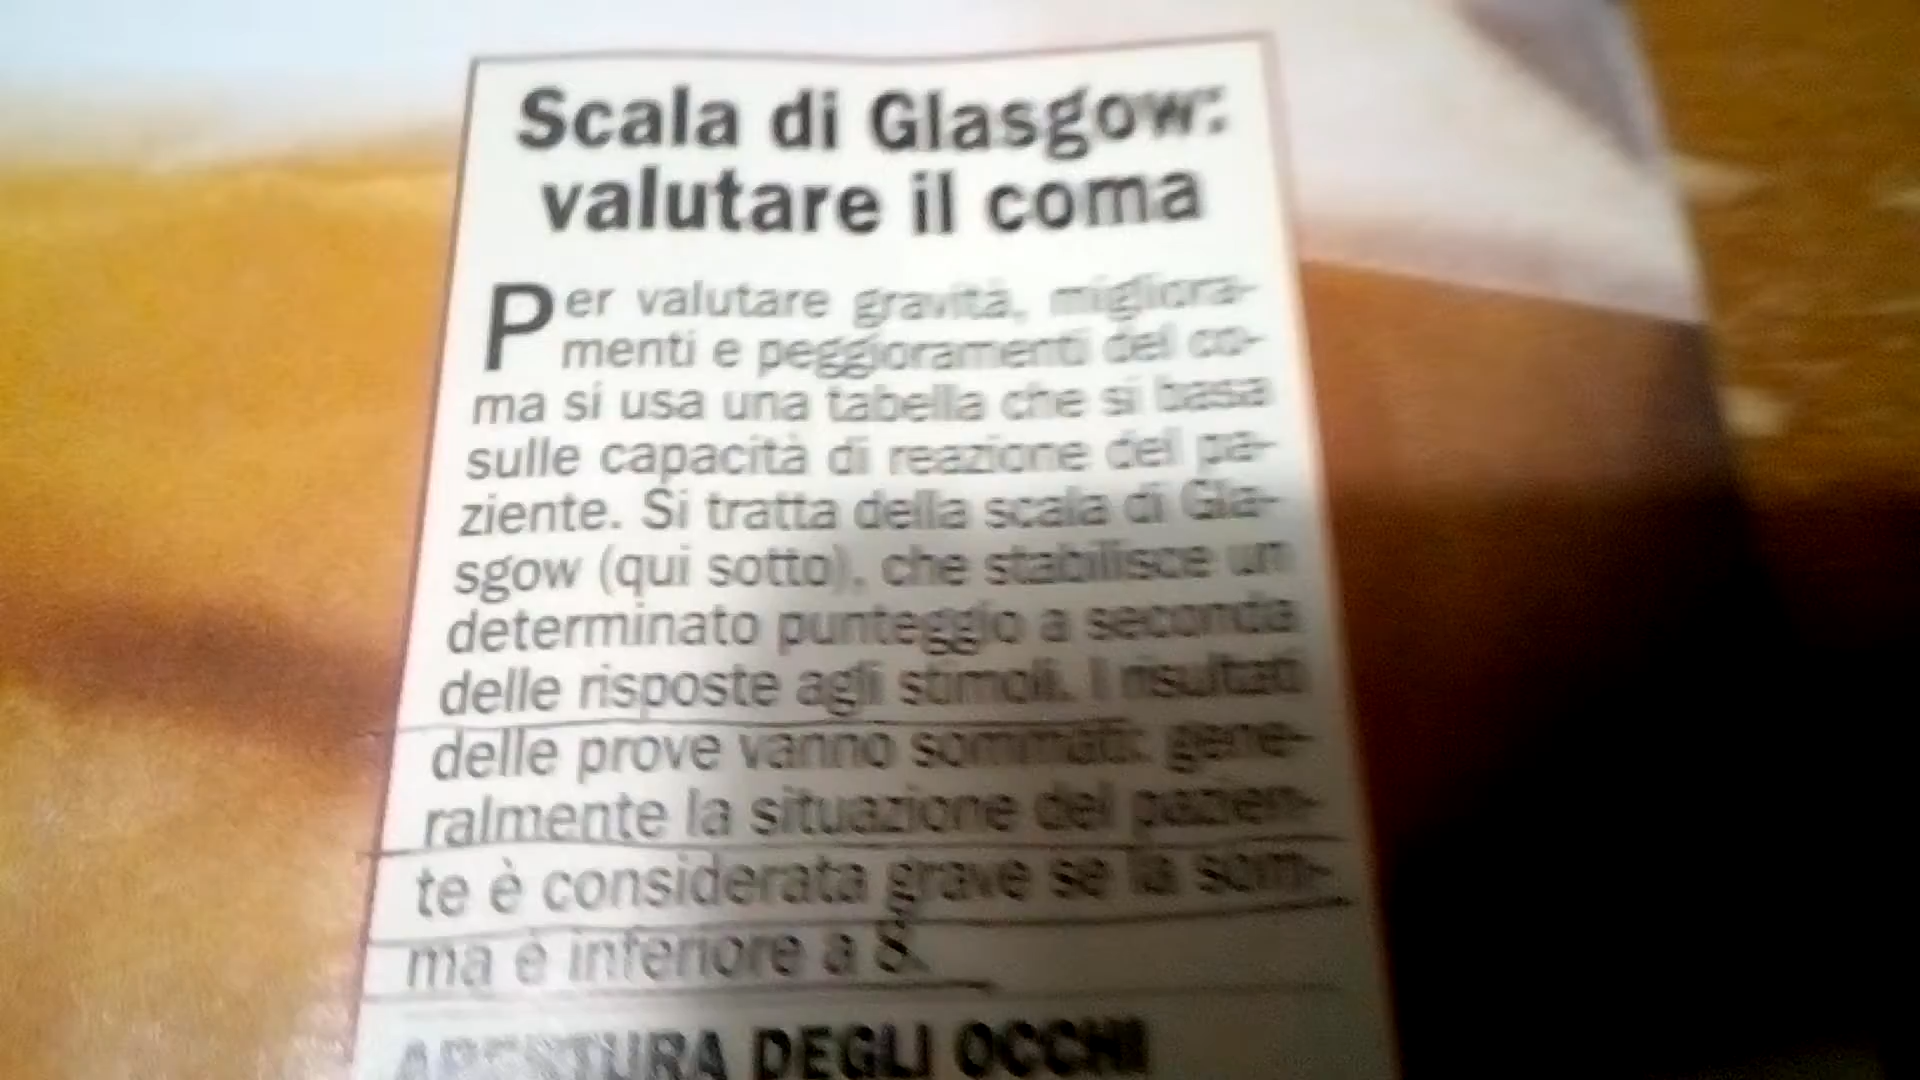 Scala di Glasgow:
valutare il coma
Per valutare gravità, migliora-
menti e peggioramenti del co-
ma si usa una tabella che si basa
sulle capacità di reazione del pa-
ziente. Si tratta della scala di Gla-
sgow (qui sotto), che stabilisce un
determinato punteggio a seconda
delle risposte agli stimoli. I risultati
delle prove vanno sommati: gene-
ralmente la situazione del pazien-
te è considerata grave se la som-
ma è inferiore a 8.
APERTURA DEGLI OCCHI